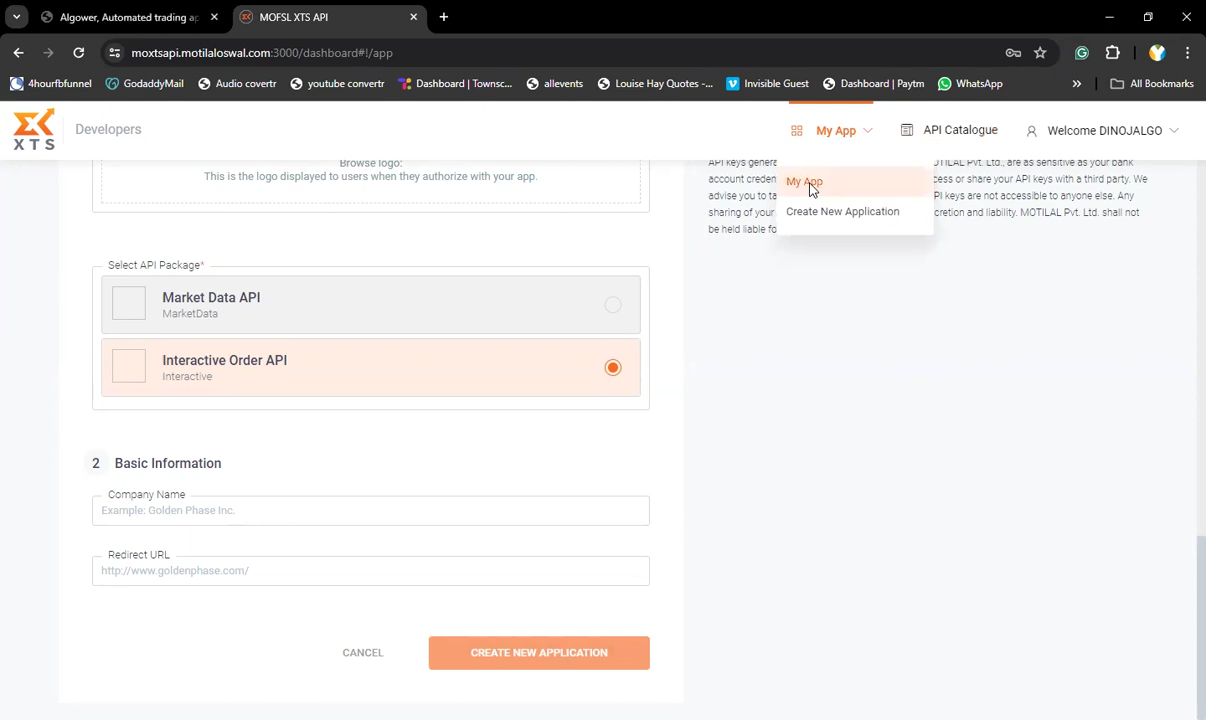 Algower, Automated trading ap
MOFSL XTS API
moxtsapi.motilaloswal.com:3000/dashboard#!/app
4hourfbfunnel
GodaddyMail
Audio covertr
youtube convertr
Dashboard | Townsc...
allevents
Louise Hay Quotes -...
Invisible Guest
Dashboard | Paytm
WhatsApp
»
All Bookmarks
XTS
Developers
My App
API Catalogue
Welcome DINOJALGO
My App
Create New Application
Browse logo:
This is the logo displayed to users when they authorize with your app.
API keys genera
OTILAL Pvt. Ltd., are as sensitive as your bank
account creden
cess or share your API keys with a third party. We
advise you to ta
PI keys are not accessible to anyone else. Any
sharing of your
cretion and liability. MOTILAL Pvt. Ltd. shall not
be held liable fo
Select API Package*
Market Data API
MarketData
Interactive Order API
Interactive
2 Basic Information
Company Name
Example: Golden Phase Inc.
Redirect URL
http://www.goldenphase.com/
CANCEL
CREATE NEW APPLICATION